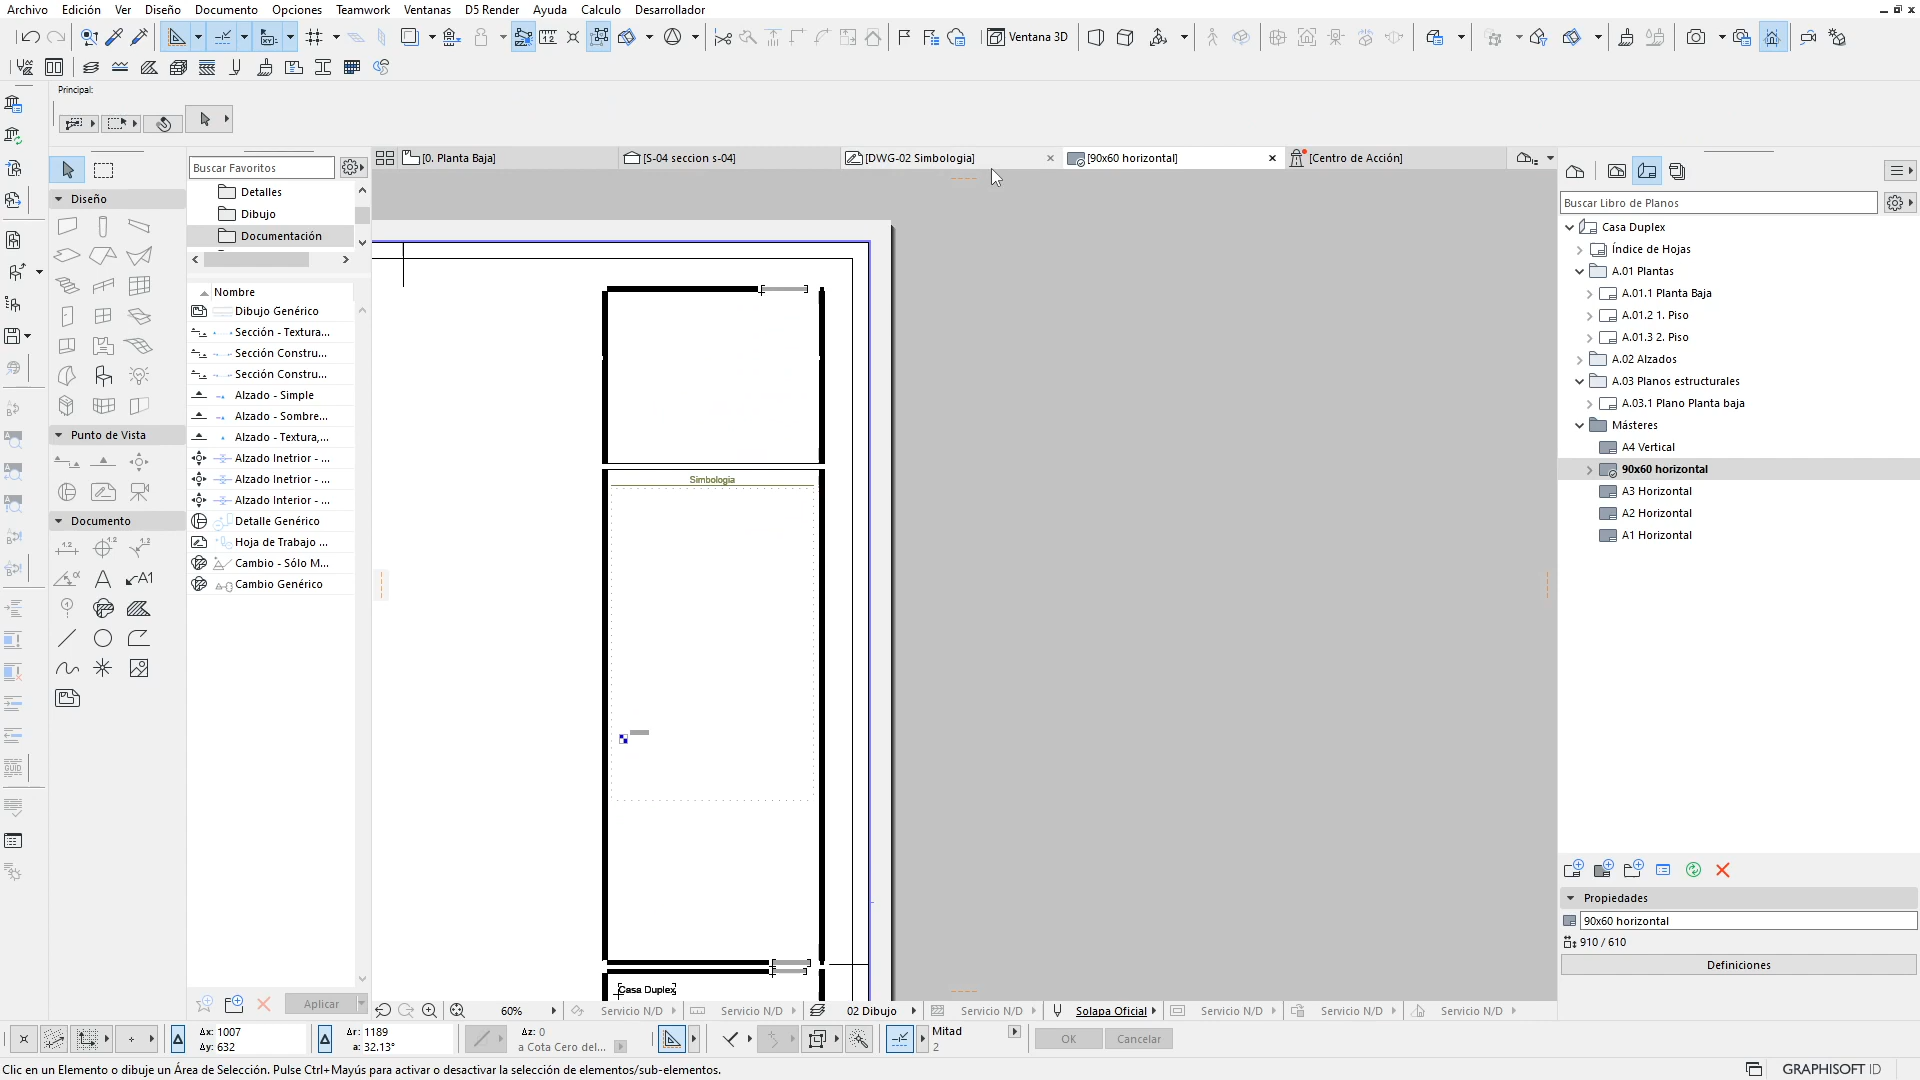 Archivo Edición Ver Diseño Documento Opciones Teamwork Ventanas D5 Render Ayuda Calculo Desarrollador
Ventana 3D
Principal:
Buscar Favoritos
[0. Planta Baja]
[S-04 seccion s-04]
[DWG-02 Simbologia]
[90x60 horizontal]
[Centro de Acción]
Detalles
Dibujo
Documentación
Nombre
Dibujo Genérico
Sección - Textura...
Sección Constru...
Sección Constru...
Alzado - Simple
Alzado - Sombre...
Alzado - Textura,...
Alzado Inetrior - ...
Alzado Inetrior - ...
Alzado Interior - ...
Detalle Genérico
Hoja de Trabajo ...
Cambio - Sólo M...
Cambio Genérico
Aplicar
Diseño
Punto de Vista
Documento
Simbologia
Casa Duplex
Buscar Libro de Planos
Casa Duplex
Índice de Hojas
A.01 Plantas
A.01.1 Planta Baja
A.01.2 1. Piso
A.01.3 2. Piso
A.02 Alzados
A.03 Planos estructurales
A.03.1 Plano Planta baja
Másteres
A4 Vertical
90x60 horizontal
A3 Horizontal
A2 Horizontal
A1 Horizontal
Propiedades
90x60 horizontal
910 / 610
Definiciones
60%
Servicio N/D
Servicio N/D
02 Dibujo
Servicio N/D
Solapa Oficial
Servicio N/D
Servicio N/D
Servicio N/D
Δx: 1007
Δy: 632
Δr: 1189
a: 32.13°
Δz: 0
a Cota Cero del...
Mitad
2
OK
Cancelar
Clic en un Elemento o dibuje un Área de Selección. Pulse Ctrl+Mayús para activar o desactivar la selección de elementos/sub-elementos.
GRAPHISOFT ID